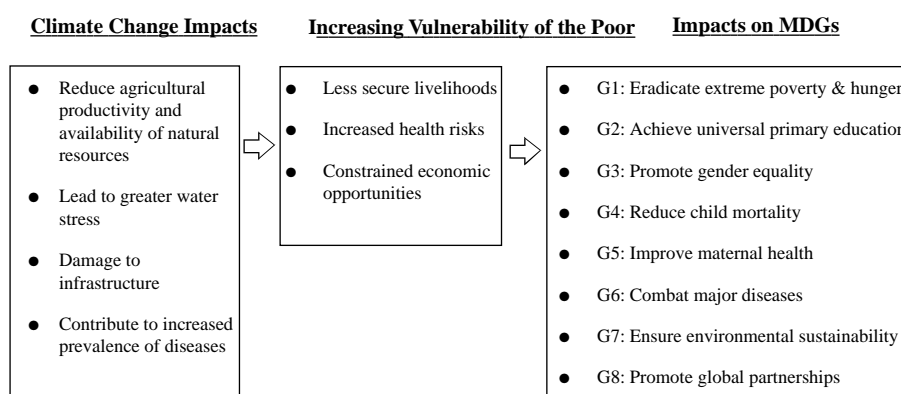 Climate Change Impacts
Increasing Vulnerability of the Poor
Impacts on MDGs
● Reduce agricultural
productivity and
availability of natural
resources
● Lead to greater water
stress
● Damage to
infrastructure
● Contribute to increased
prevalence of diseases
● Less secure livelihoods
● Increased health risks
● Constrained economic
opportunities
● G1: Eradicate extreme poverty & hunger
● G2: Achieve universal primary education
● G3: Promote gender equality
● G4: Reduce child mortality
● G5: Improve maternal health
● G6: Combat major diseases
● G7: Ensure environmental sustainability
● G8: Promote global partnerships